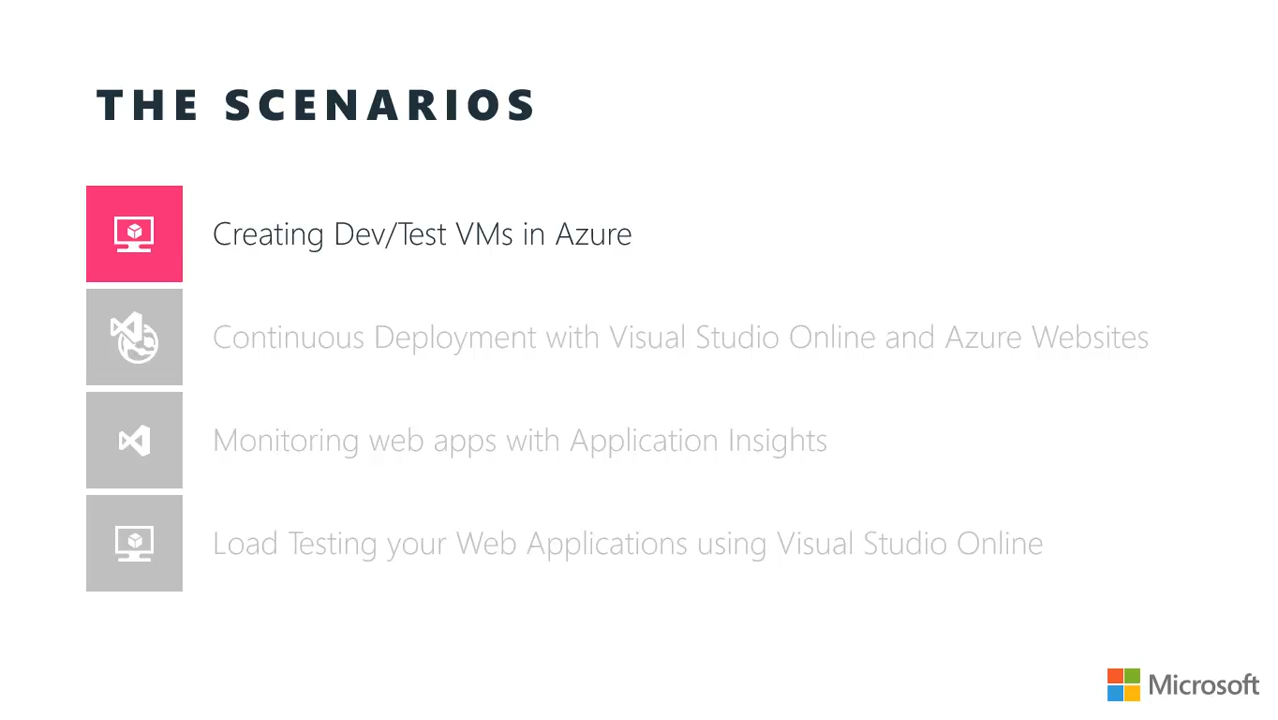 THE SCENARIOS
Creating Dev/Test VMs in Azure
Continuous Deployment with Visual Studio Online and Azure Websites
Monitoring web apps with Application Insights
Load Testing your Web Applications using Visual Studio Online
Microsoft